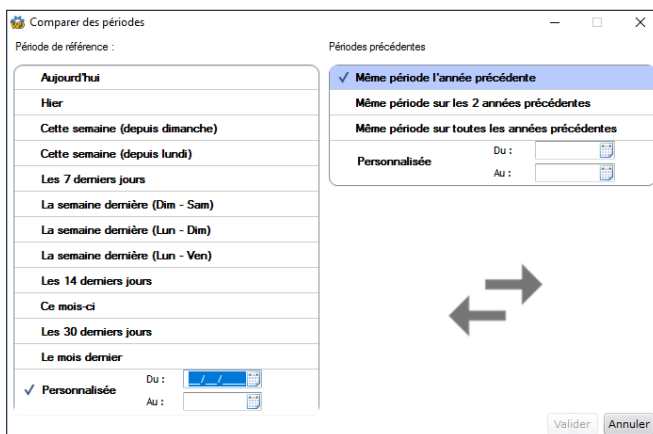 Comparer des périodes
Période de référence :
Aujourd'hui
Hier
Cette semaine (depuis dimanche)
Cette semaine (depuis lundi)
Les 7 derniers jours
La semaine dernière (Dim - Sam)
La semaine dernière (Lun - Dim)
La semaine dernière (Lun - Ven)
Les 14 derniers jours
Ce mois-ci
Les 30 derniers jours
Le mois dernier
Personnalisée
Du : __/__/____
Au :
Périodes précédentes
Même période l'année précédente
Même période sur les 2 années précédentes
Même période sur toutes les années précédentes
Personnalisée
Du :
Au :
Valider Annuler